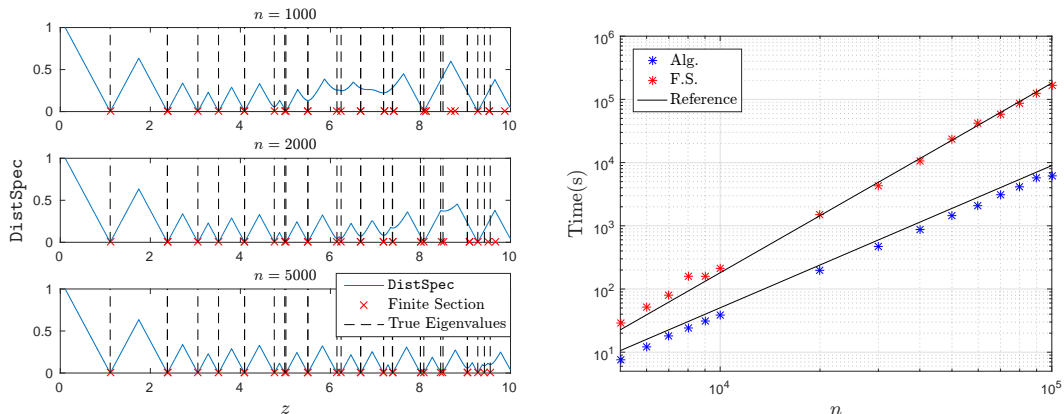 n = 1000
1
0.5
0
0 2 4 6 8 10
n = 2000
1
0.5
0
0 2 4 6 8 10
n = 5000
1
0.5
0
0 2 4 6 8 10
DistSpec
z
DistSpec
Finite Section
True Eigenvalues
Alg.
F.S.
Reference
10^6
10^5
10^4
10^3
10^2
10^1
Time(s)
10^4 10^5
n